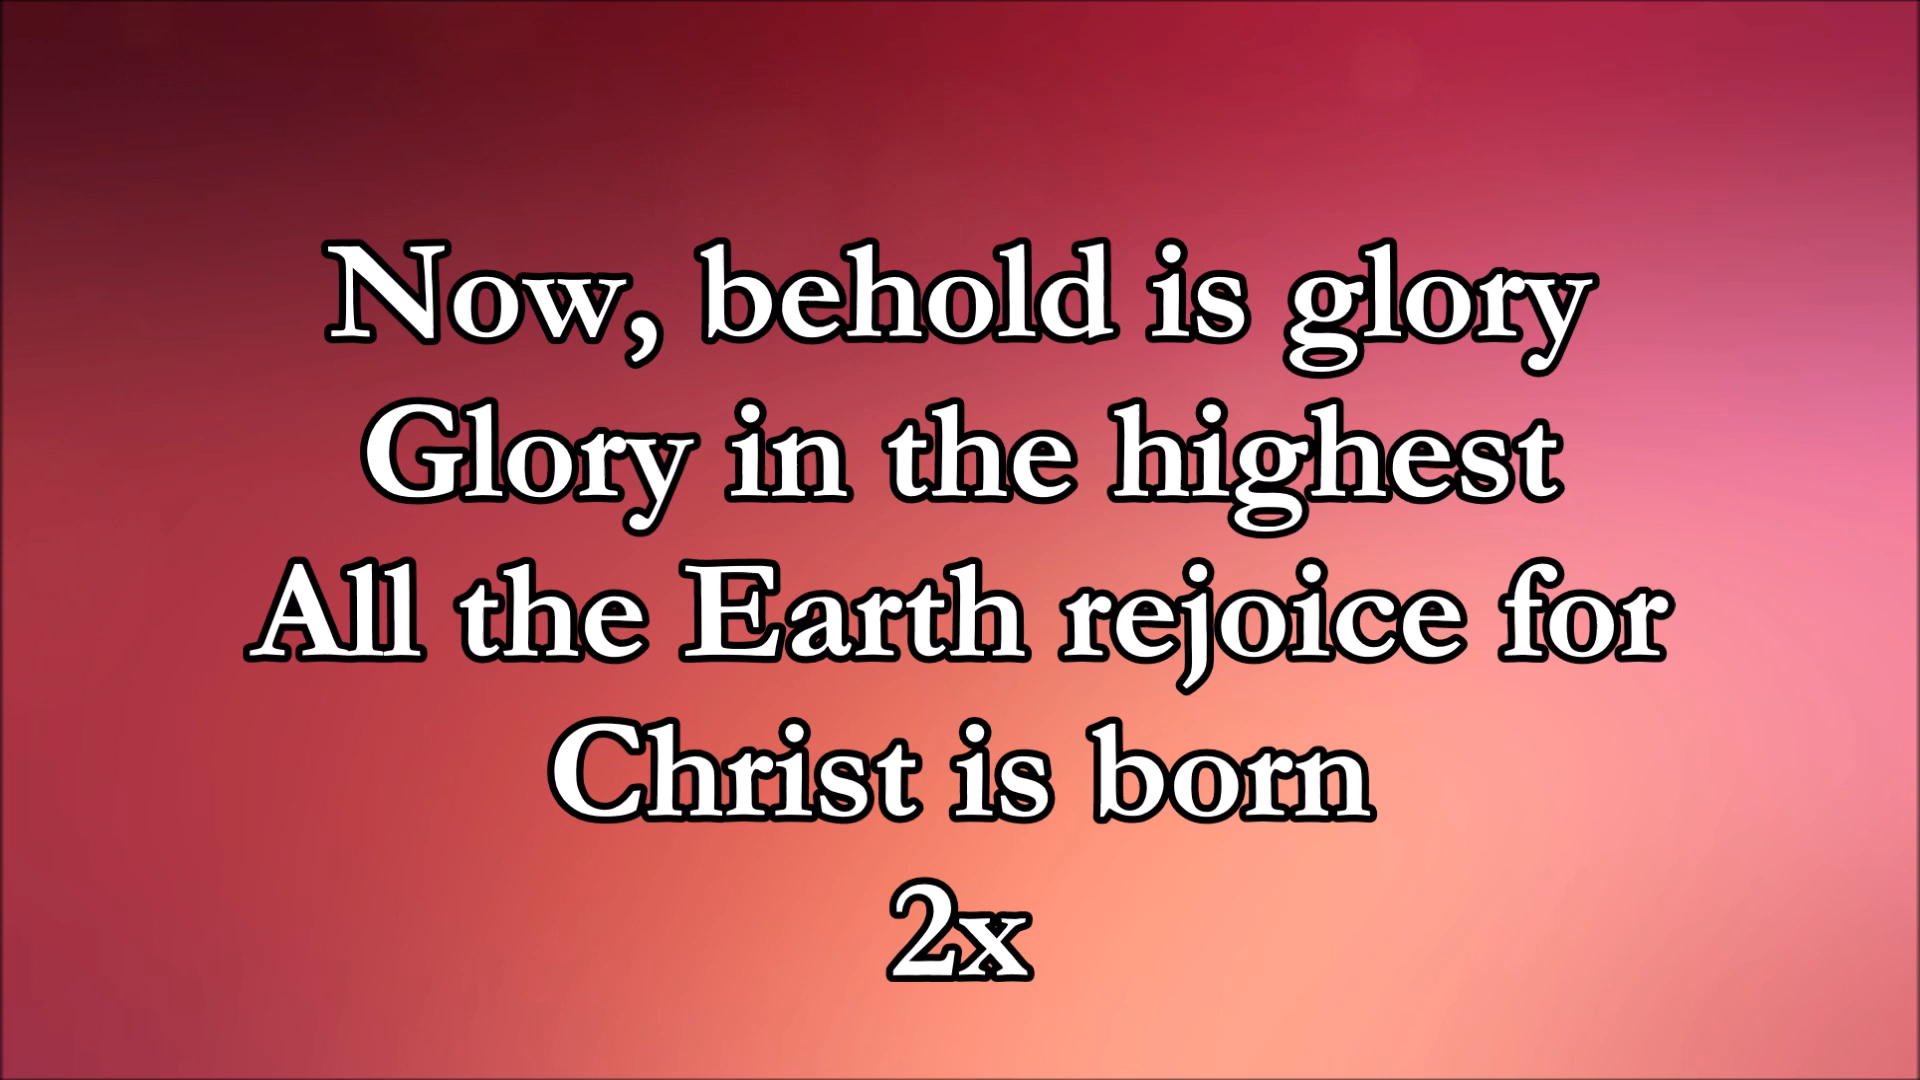 Now, behold is glory
Glory in the highest
All the Earth rejoice for
Christ is born
2x